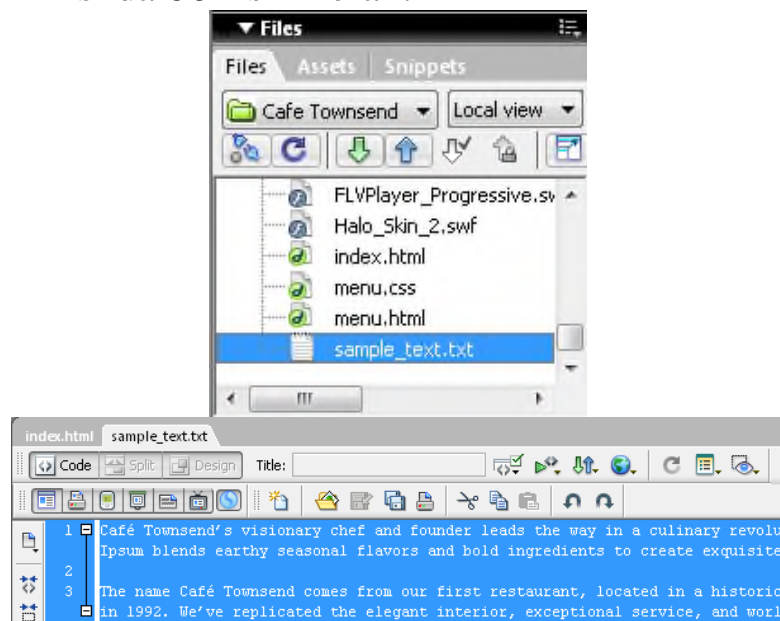 Files
Files Assets Snippets
Cafe Townsend Local view
FLVPlayer_Progressive.sw
Halo_Skin_2.swf
index.html
menu.css
menu.html
sample_text.txt
index.html sample_text.txt
Code Split Design Title:
1 Café Townsend's visionary chef and founder leads the way in a culinary revolu
Ipsum blends earthy seasonal flavors and bold ingredients to create exquisite
2
3 The name Café Townsend comes from our first restaurant, located in a historic
in 1992. We've replicated the elegant interior, exceptional service, and worl